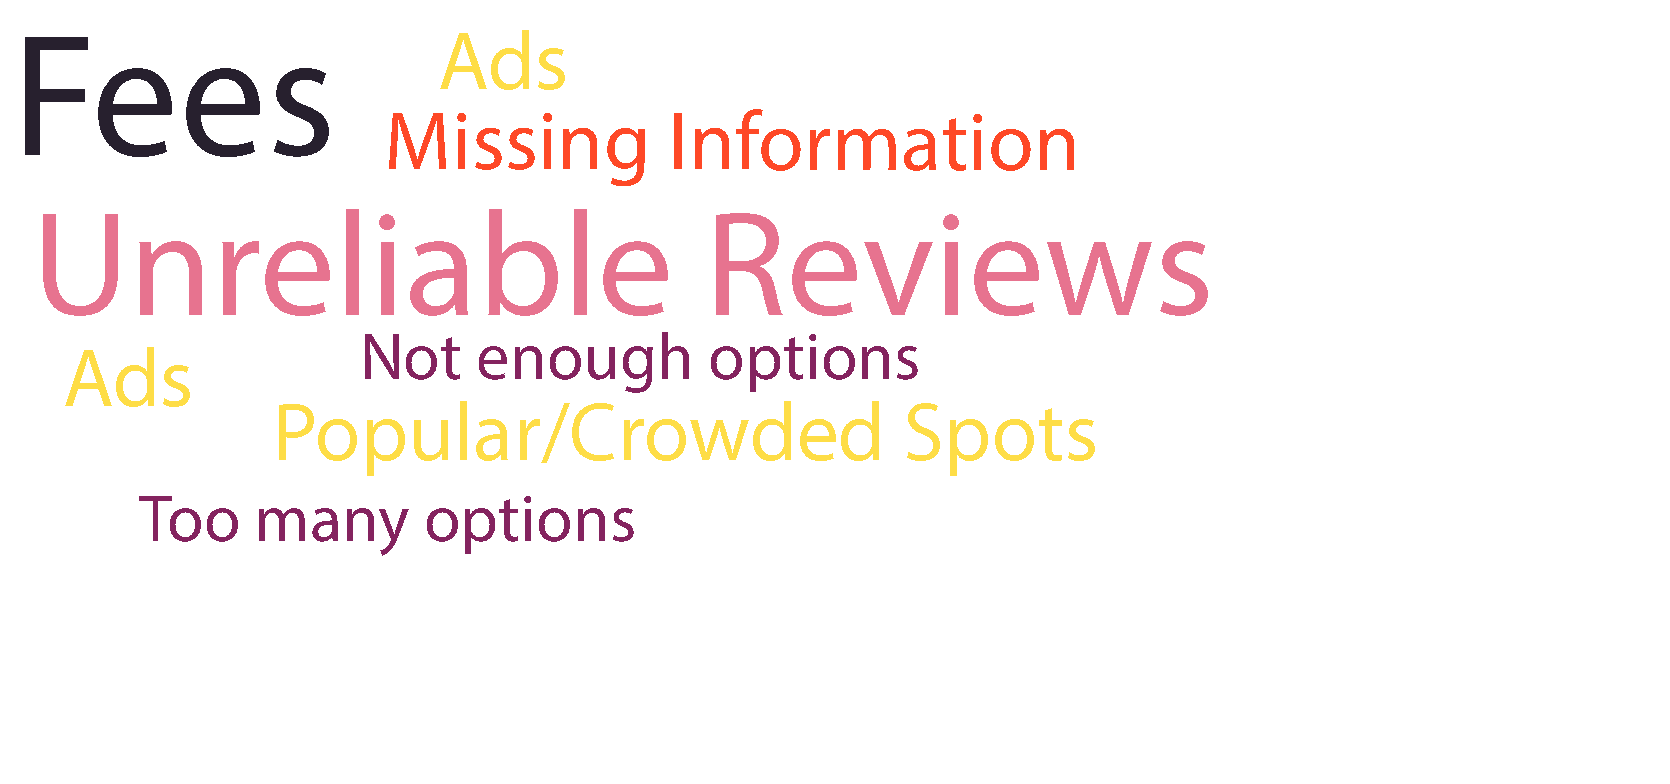 Fees
Ads
Missing Information
Unreliable Reviews
Not enough options
Ads
Popular/Crowded Spots
Too many options